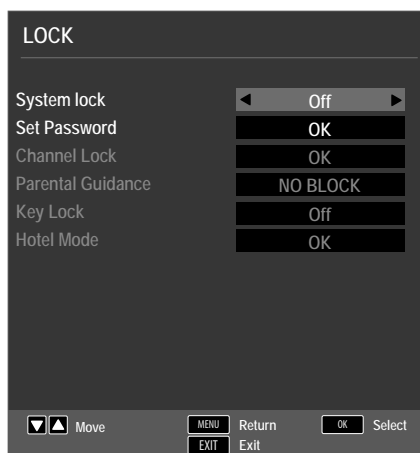 LOCK
System lock Off
Set Password OK
Channel Lock OK
Parental Guidance NO BLOCK
Key Lock Off
Hotel Mode OK
Move MENU Return OK Select
EXIT Exit